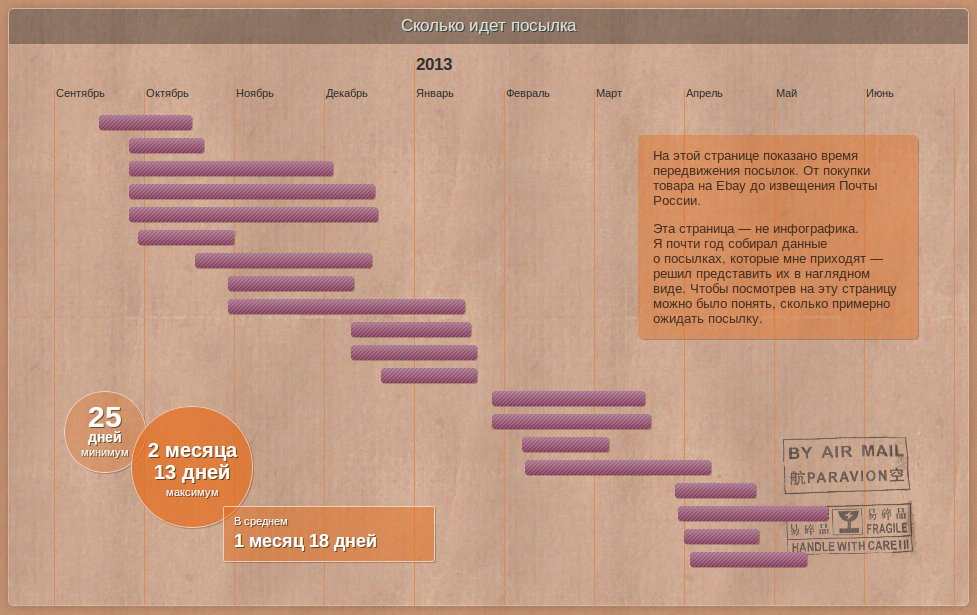 Сколько идет посылка
2013
Сентябрь
Октябрь
Ноябрь
Декабрь
Январь
Февраль
Март
Апрель
Май
Июнь
На этой странице показано время
передвижения посылок. От покупки
товара на Ebay до извещения Почты
России.
Эта страница — не инфографика.
Я почти год собирал данные
о посылках, которые мне приходят —
решил представить их в наглядном
виде. Чтобы посмотрев на эту страницу
можно было понять, сколько примерно
ожидать посылку.
25
дней
минимум
2 месяца
13 дней
максимум
В среднем
1 месяц 18 дней
BY AIR MAIL
航PARAVION空
易碎品
易碎品
FRAGILE
HANDLE WITH CARE!!!